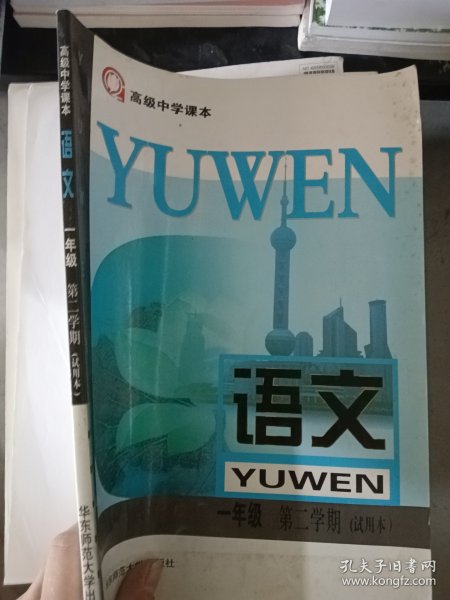 高级中学课本
YUWEN
语文
YUWEN
一年级 第二学期 (试用本)
高级中学课本
语文
一年级 第二学期 (试用本)
华东师范大学出
孔夫子旧书网
kongfz.com